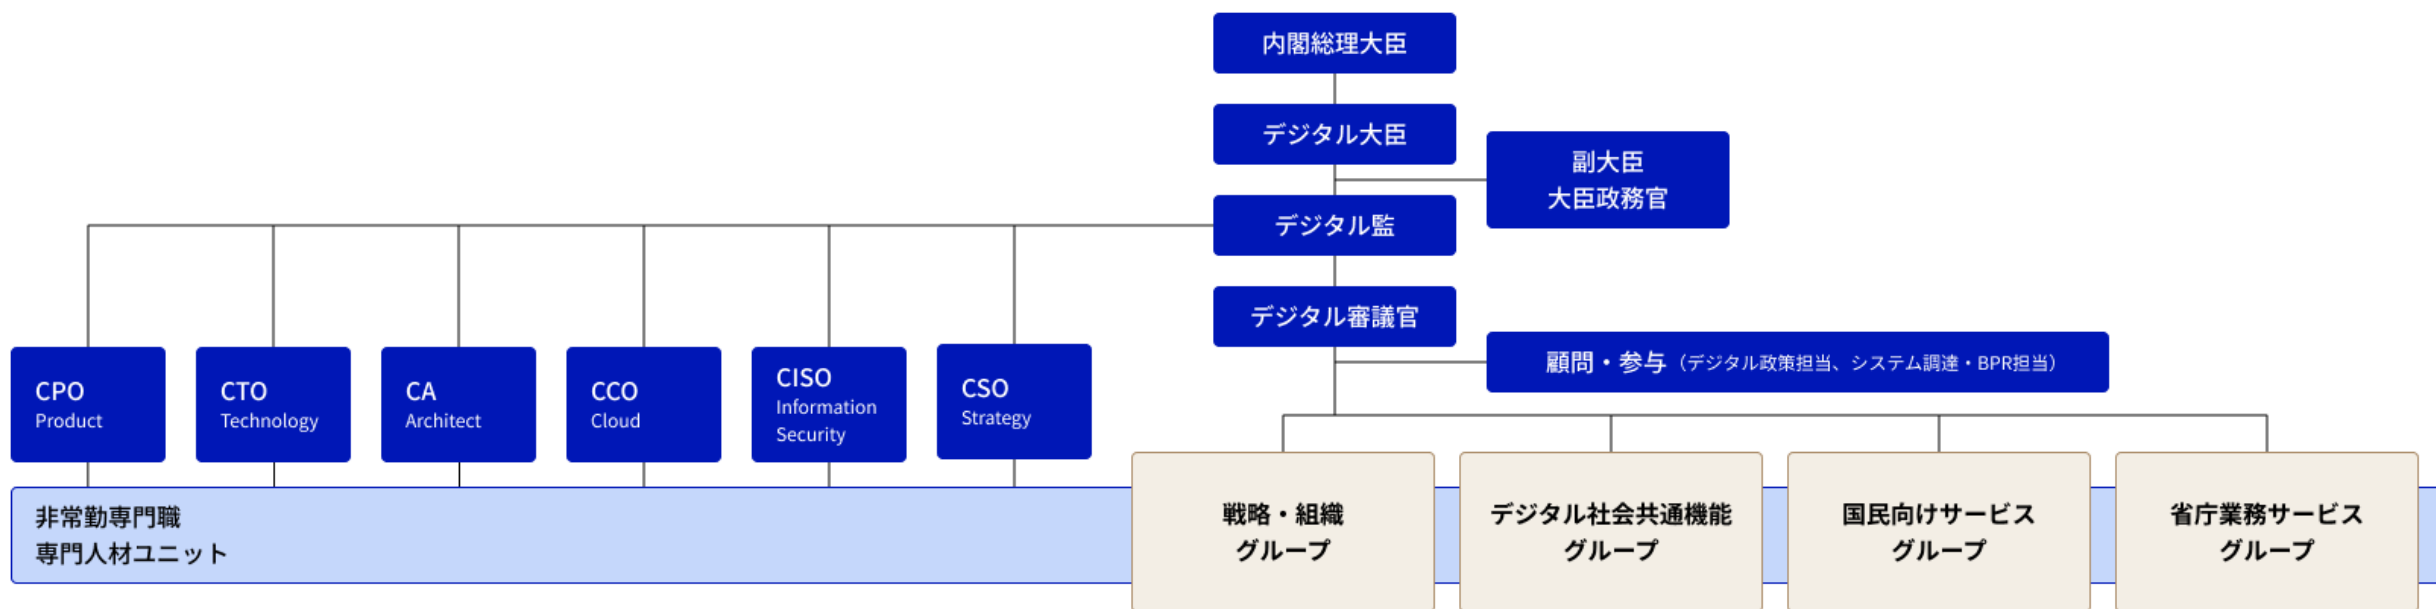 内閣総理大臣
デジタル大臣
副大臣
大臣政務官
デジタル監
デジタル審議官
顧問・参与（デジタル政策担当、システム調達・BPR担当）
CPO
Product
CTO
Technology
CA
Architect
CCO
Cloud
CISO
Information
Security
CSO
Strategy
非常勤専門職
専門人材ユニット
戦略・組織
グループ
デジタル社会共通機能
グループ
国民向けサービス
グループ
省庁業務サービス
グループ